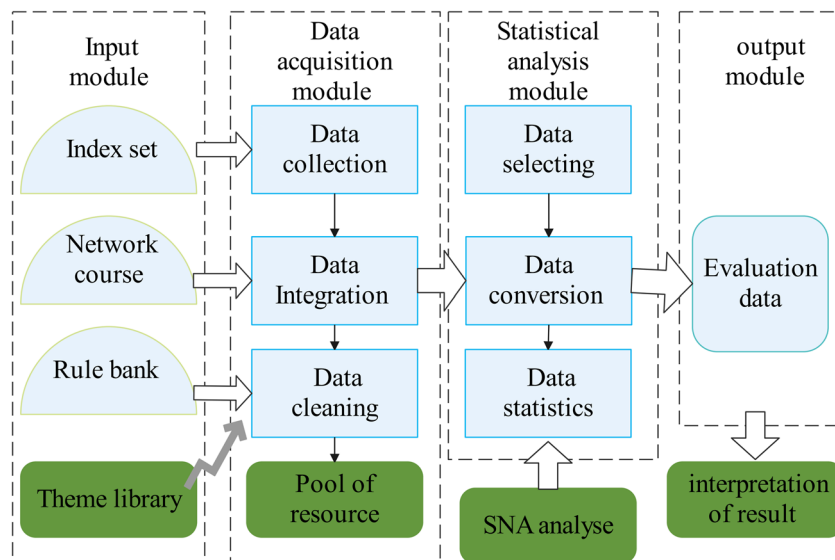 Input
module
Index set
Network
course
Rule bank
Theme library
Data
acquisition
module
Data
collection
Data
Integration
Data
cleaning
Pool of
resource
Statistical
analysis
module
Data
selecting
Data
conversion
Data
statistics
SNA analyse
output
module
Evaluation
data
interpretation
of result